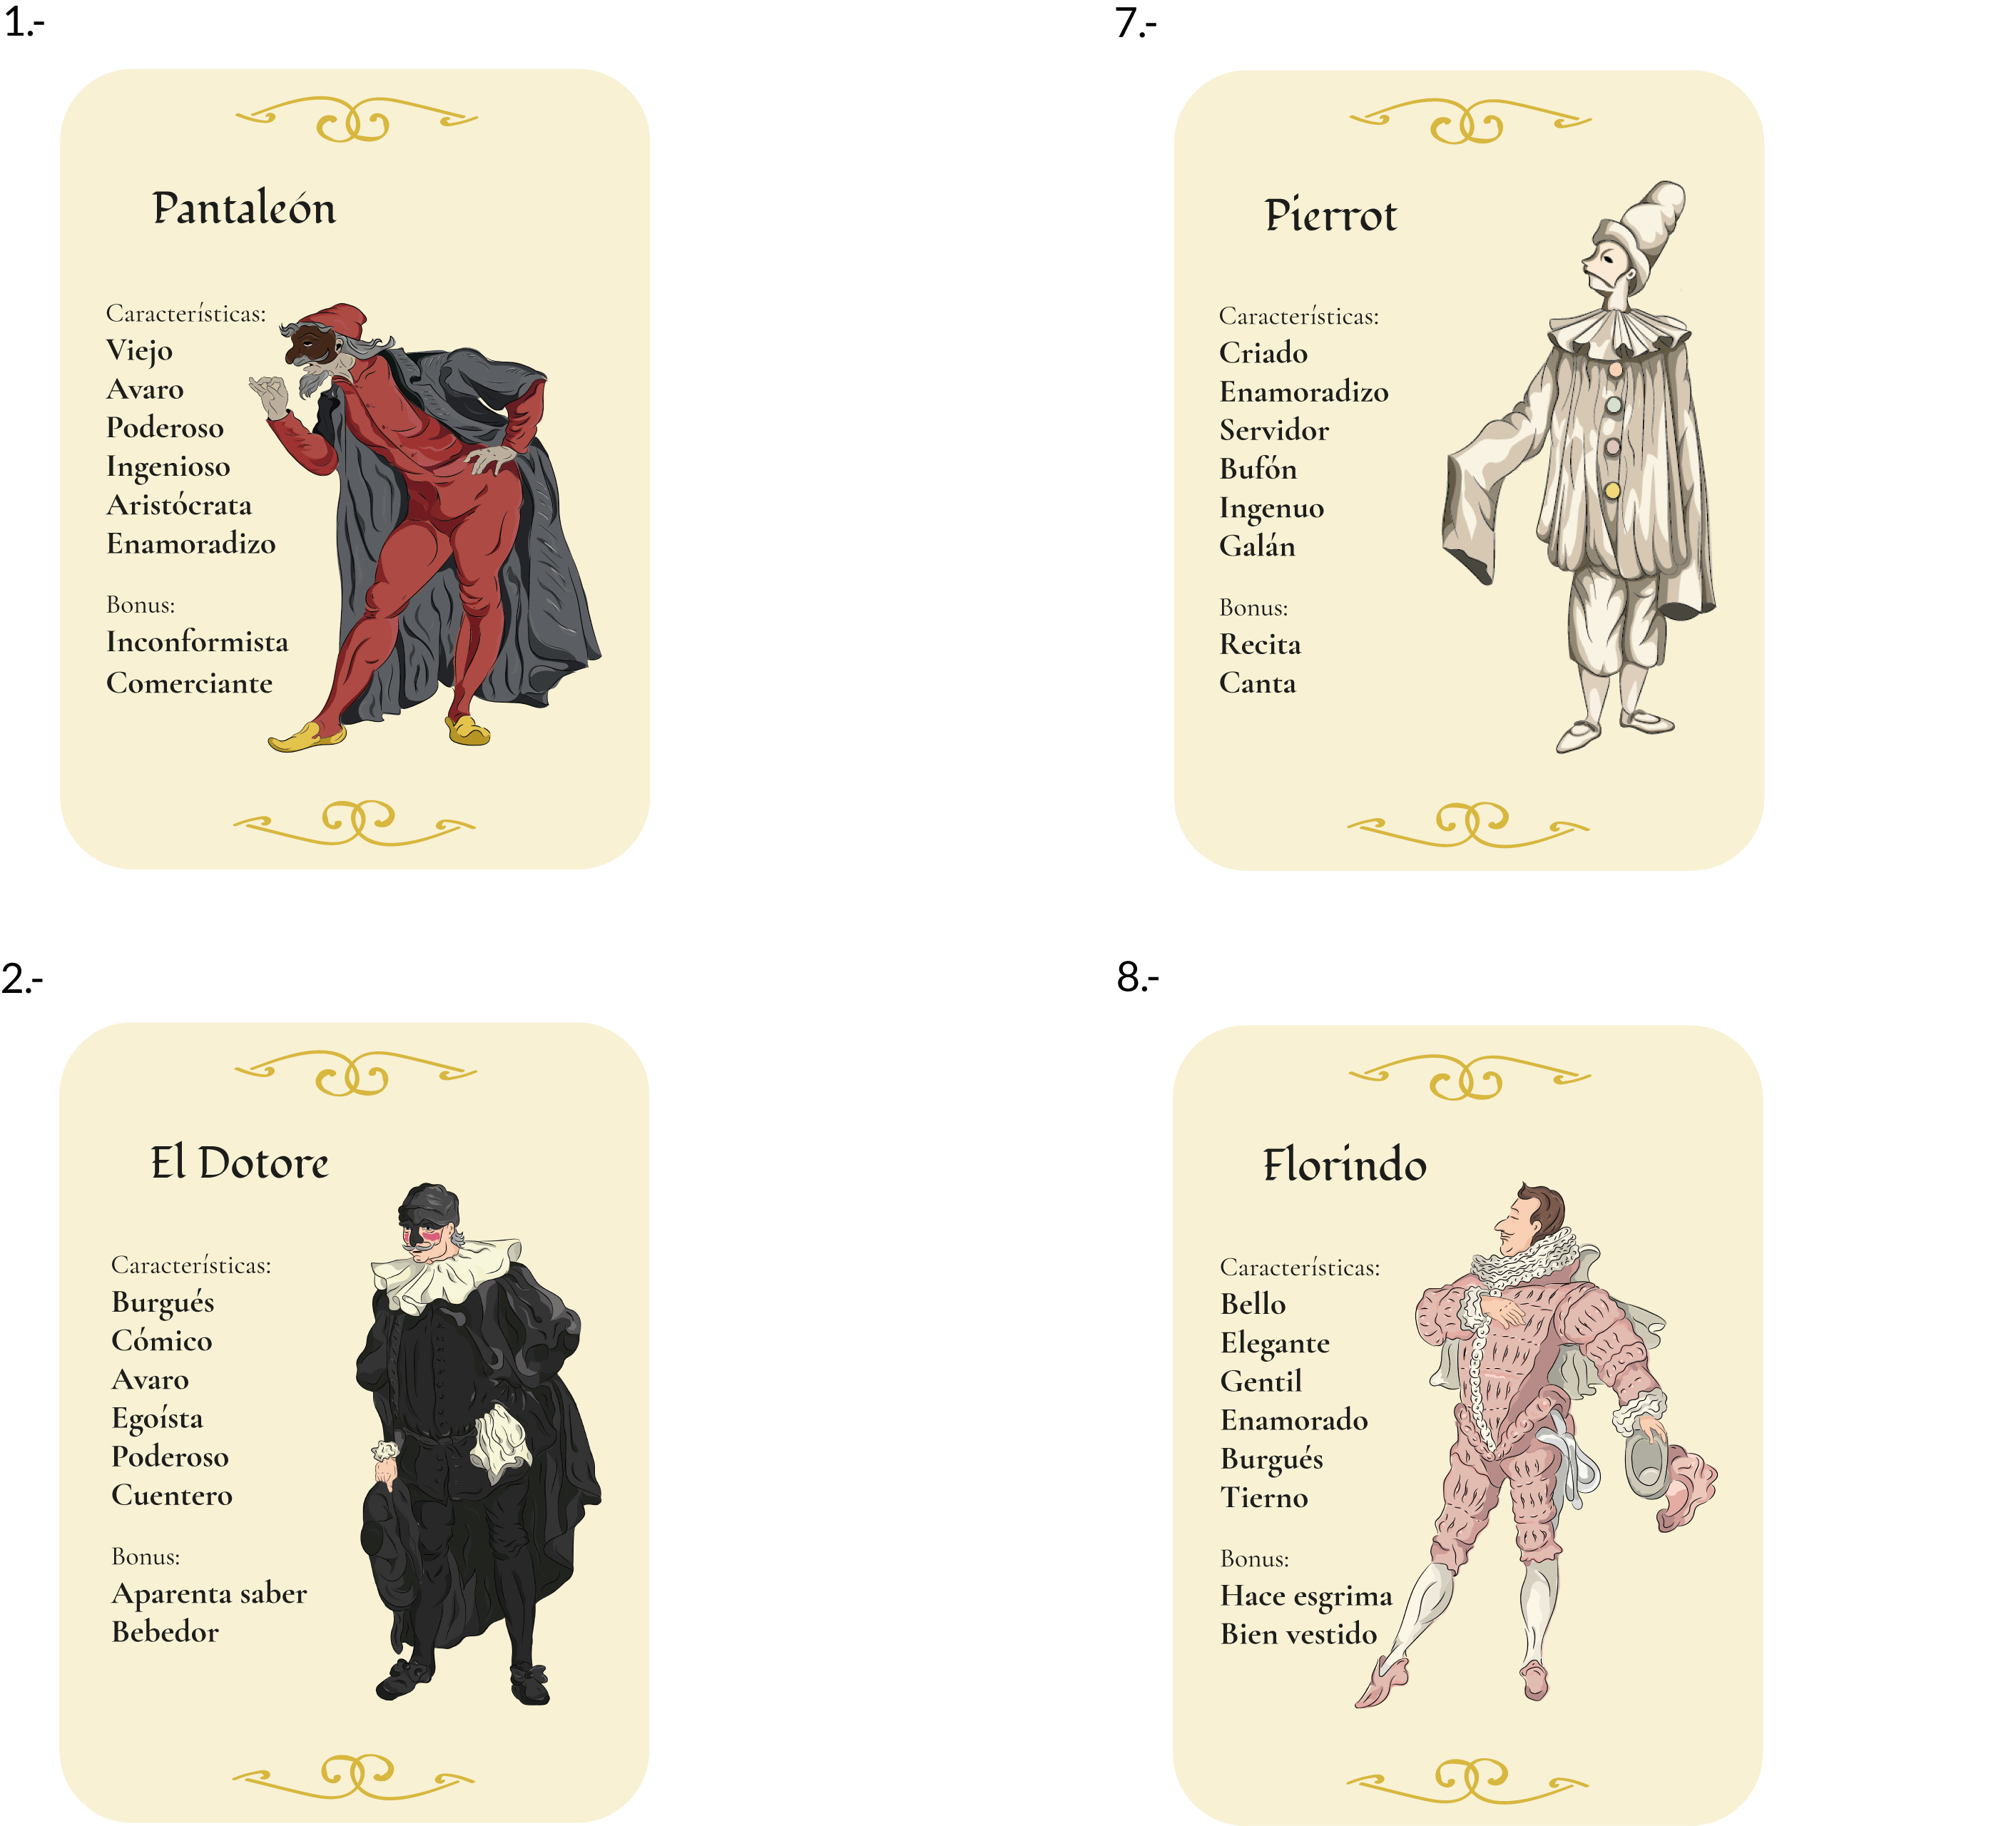 1.-
Pantaleón
Características:
Viejo
Avaro
Poderoso
Ingenioso
Aristócrata
Enamoradizo
Bonus:
Inconformista
Comerciante
7.-
Pierrot
Características:
Criado
Enamoradizo
Servidor
Bufón
Ingenuo
Galán
Bonus:
Recita
Canta
2.-
El Dotore
Características:
Burgués
Cómico
Avaro
Egoísta
Poderoso
Cuentero
Bonus:
Aparenta saber
Bebedor
8.-
Florindo
Características:
Bello
Elegante
Gentil
Enamorado
Burgués
Tierno
Bonus:
Hace esgrima
Bien vestido